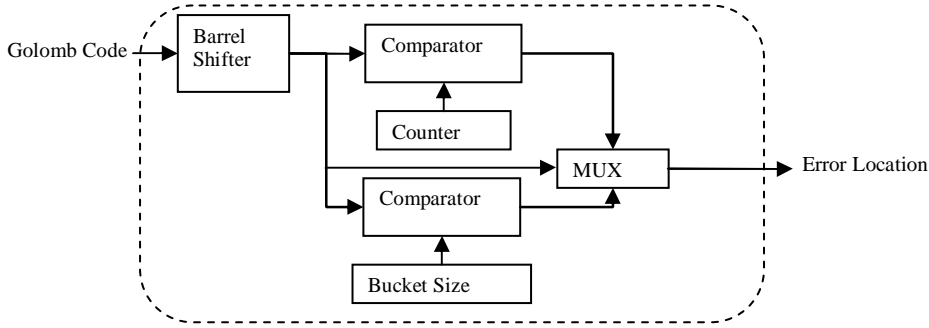 Golomb Code
Barrel
Shifter
Comparator
Counter
MUX
Error Location
Comparator
Bucket Size